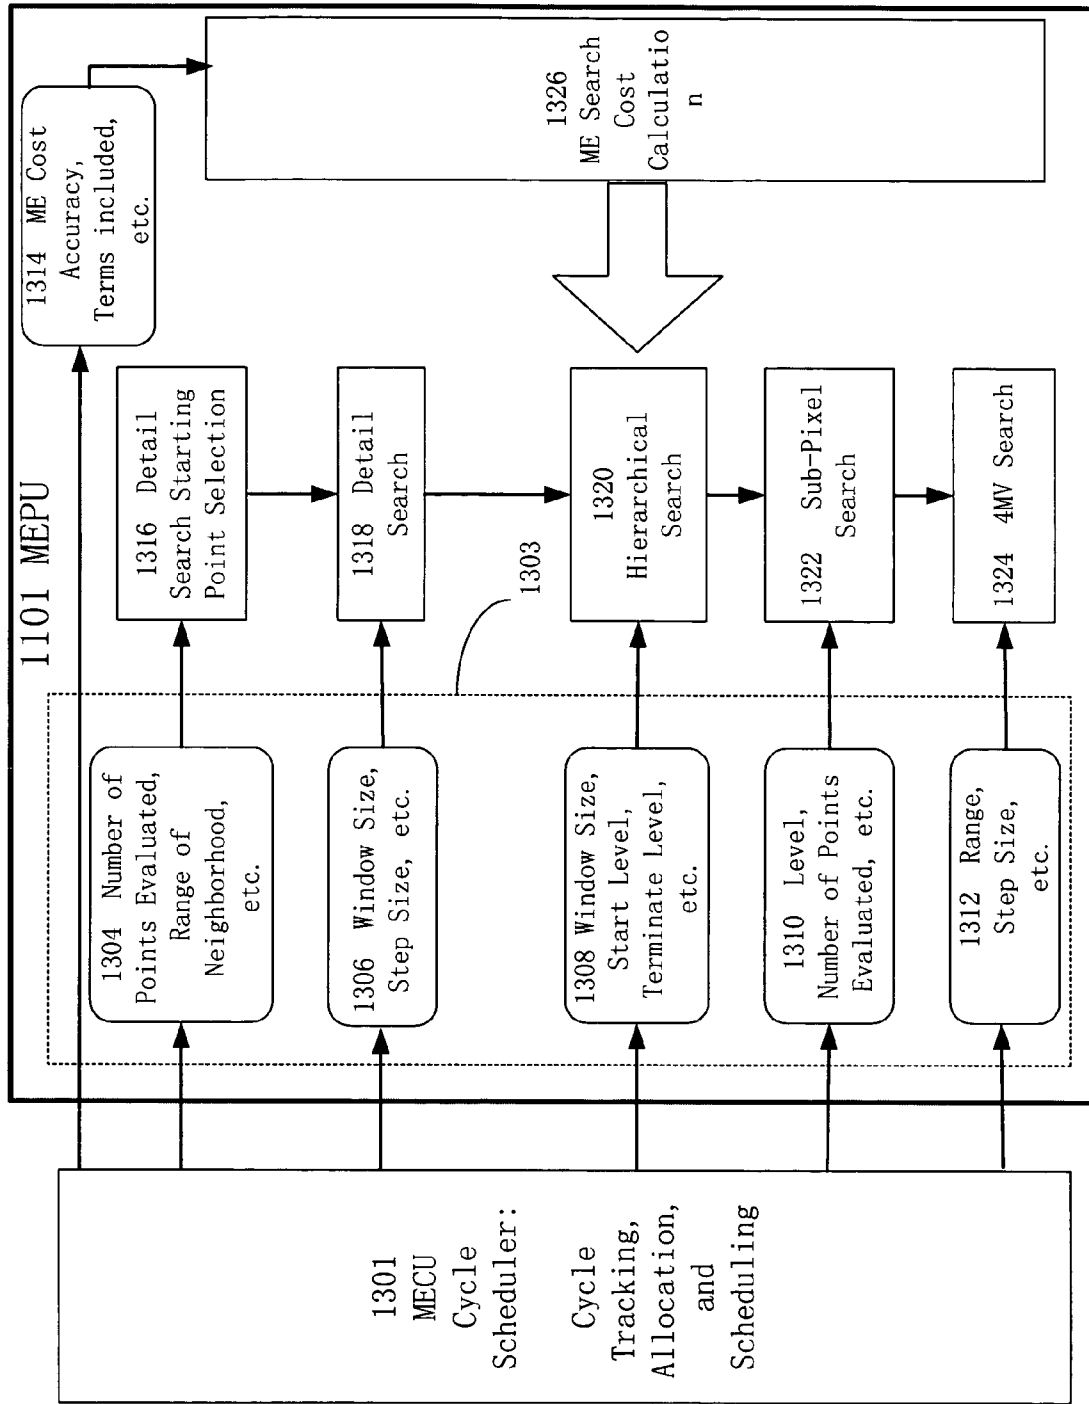 1101 MEPU
1301
MECU
Cycle
Scheduler:
Cycle
Tracking,
Allocation,
and
Scheduling
1304 Number of
Points Evaluated,
Range of
Neighborhood,
etc.
1306 Window Size,
Step Size, etc.
1308 Window Size,
Start Level,
Terminate Level,
etc.
1310 Level,
Number of Points
Evaluated, etc.
1312 Range,
Step Size,
etc.
1303
1314 ME Cost
Accuracy,
Terms included,
etc.
1316 Detail
Search Starting
Point Selection
1318 Detail
Search
1320
Hierarchical
Search
1322 Sub-Pixel
Search
1324 4MV Search
1326
ME Search
Cost
Calculatio
n